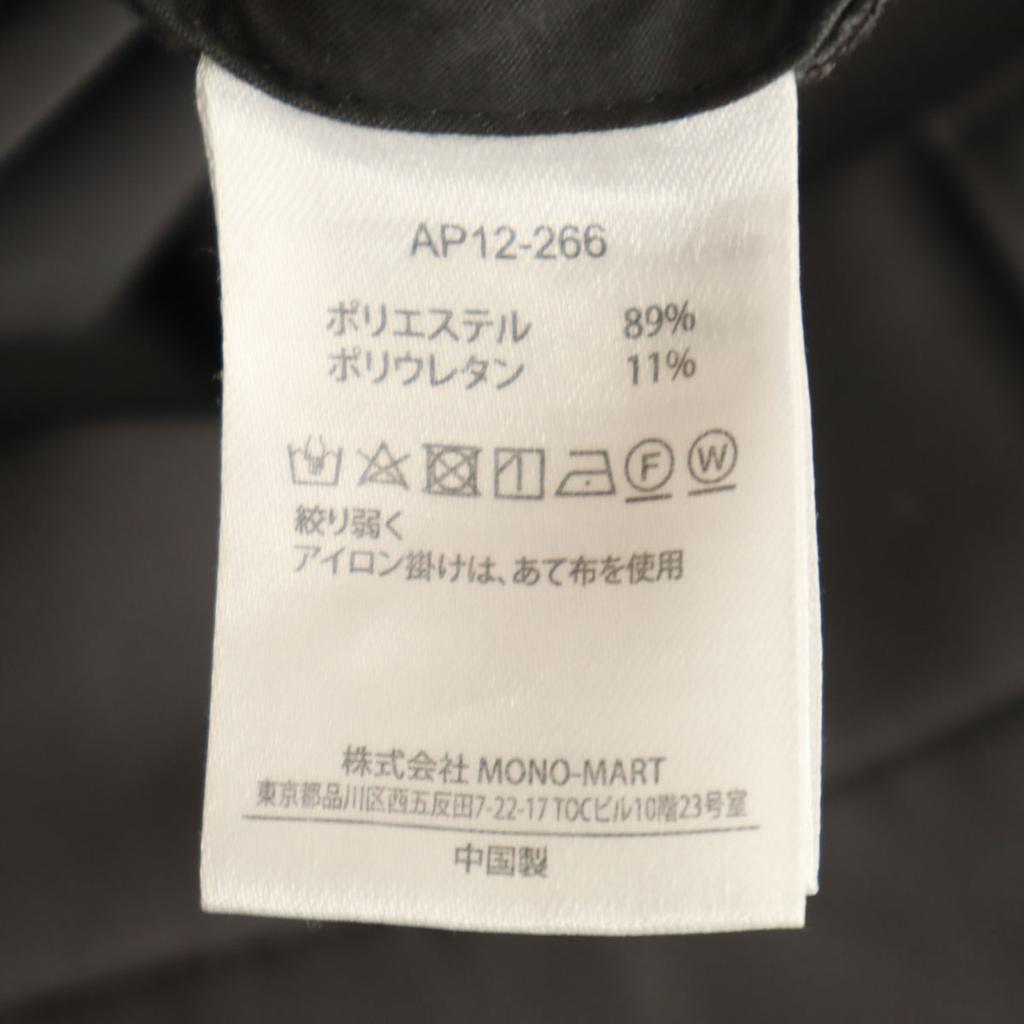 AP12-266
ポリエステル 89%
ポリウレタン 11%
F W
絞り弱く
アイロン掛けは、あて布を使用
株式会社 MONO-MART
東京都品川区西五反田7-22-17 TOCビル10階23号室
中国製